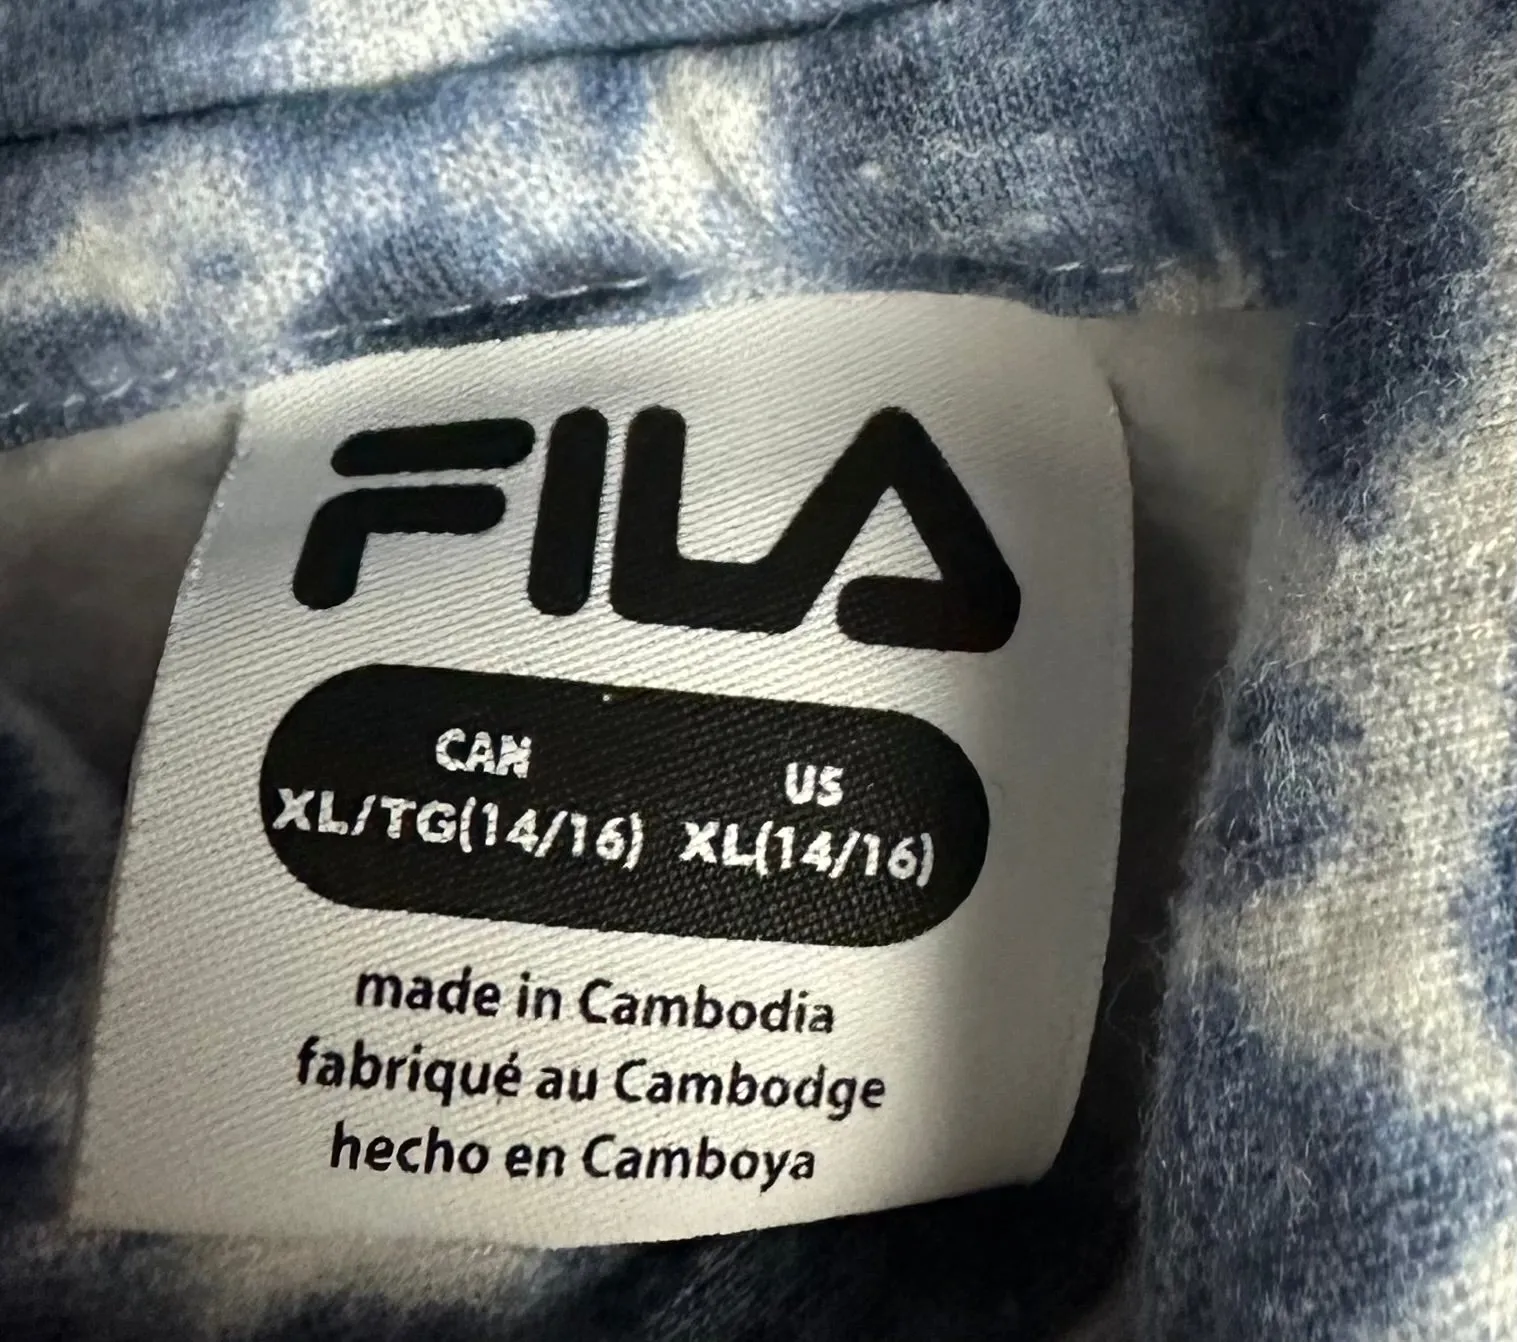 FILA
CAN US
XL/TG(14/16) XL(14/16)
made in Cambodia
fabriqué au Cambodge
hecho en Camboya